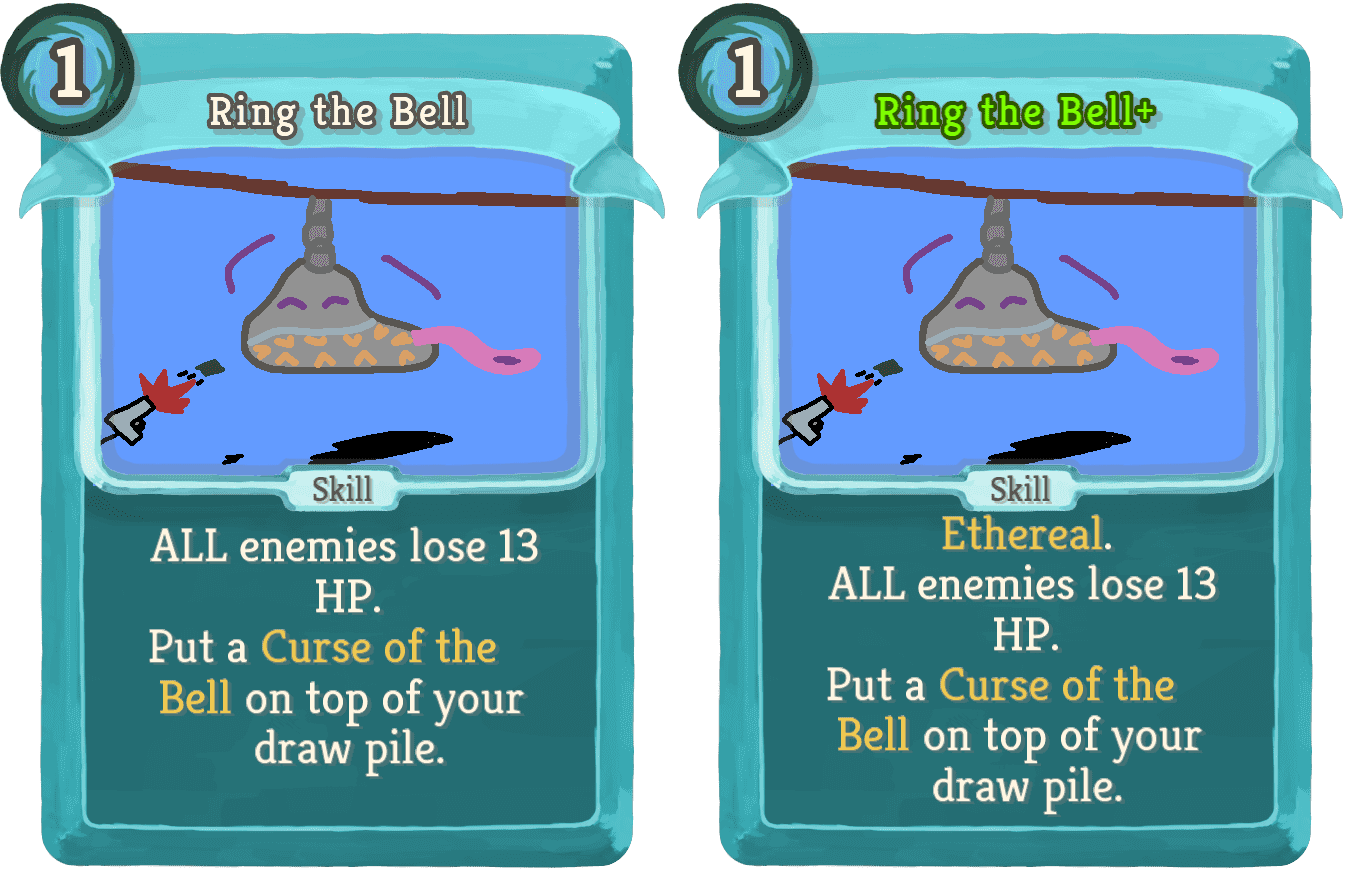 1
Ring the Bell
Skill
ALL enemies lose 13
HP.
Put a Curse of the
Bell on top of your
draw pile.
1
Ring the Bell+
Skill
Ethereal.
ALL enemies lose 13
HP.
Put a Curse of the
Bell on top of your
draw pile.